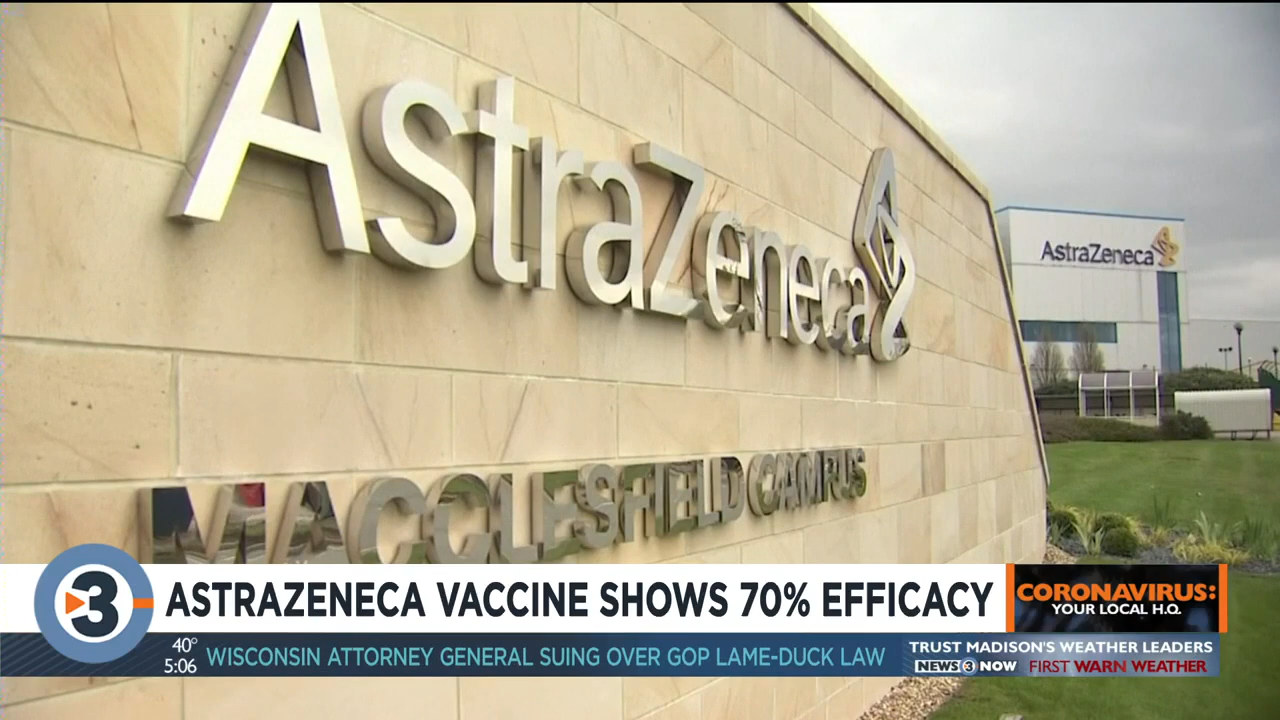 AstraZeneca
AstraZeneca
MACCLESFIELD CAMPUS
3
ASTRAZENECA VACCINE SHOWS 70% EFFICACY
CORONAVIRUS:
YOUR LOCAL H.Q.
40°
5:06
WISCONSIN ATTORNEY GENERAL SUING OVER GOP LAME-DUCK LAW
TRUST MADISON'S WEATHER LEADERS
NEWS 3 NOW FIRST WARN WEATHER